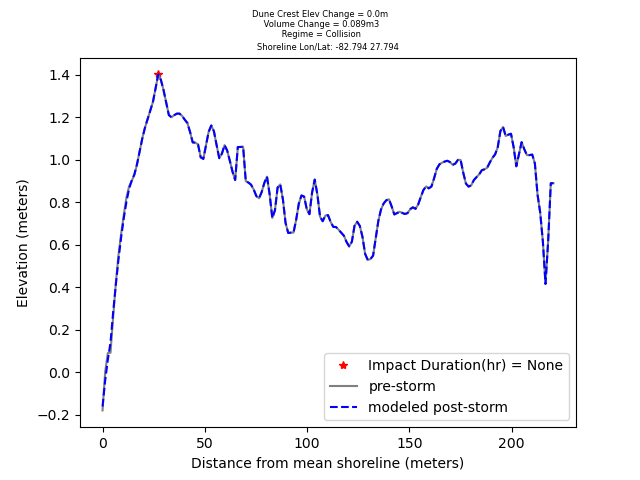 Dune Crest Elev Change = 0.0m
Volume Change = 0.089m3
Regime = Collision
Shoreline Lon/Lat: -82.794 27.794
1.4
1.2
1.0
0.8
0.6
0.4
0.2
0.0
−0.2
Elevation (meters)
Impact Duration(hr) = None
pre-storm
modeled post-storm
0
50
100
150
200
Distance from mean shoreline (meters)